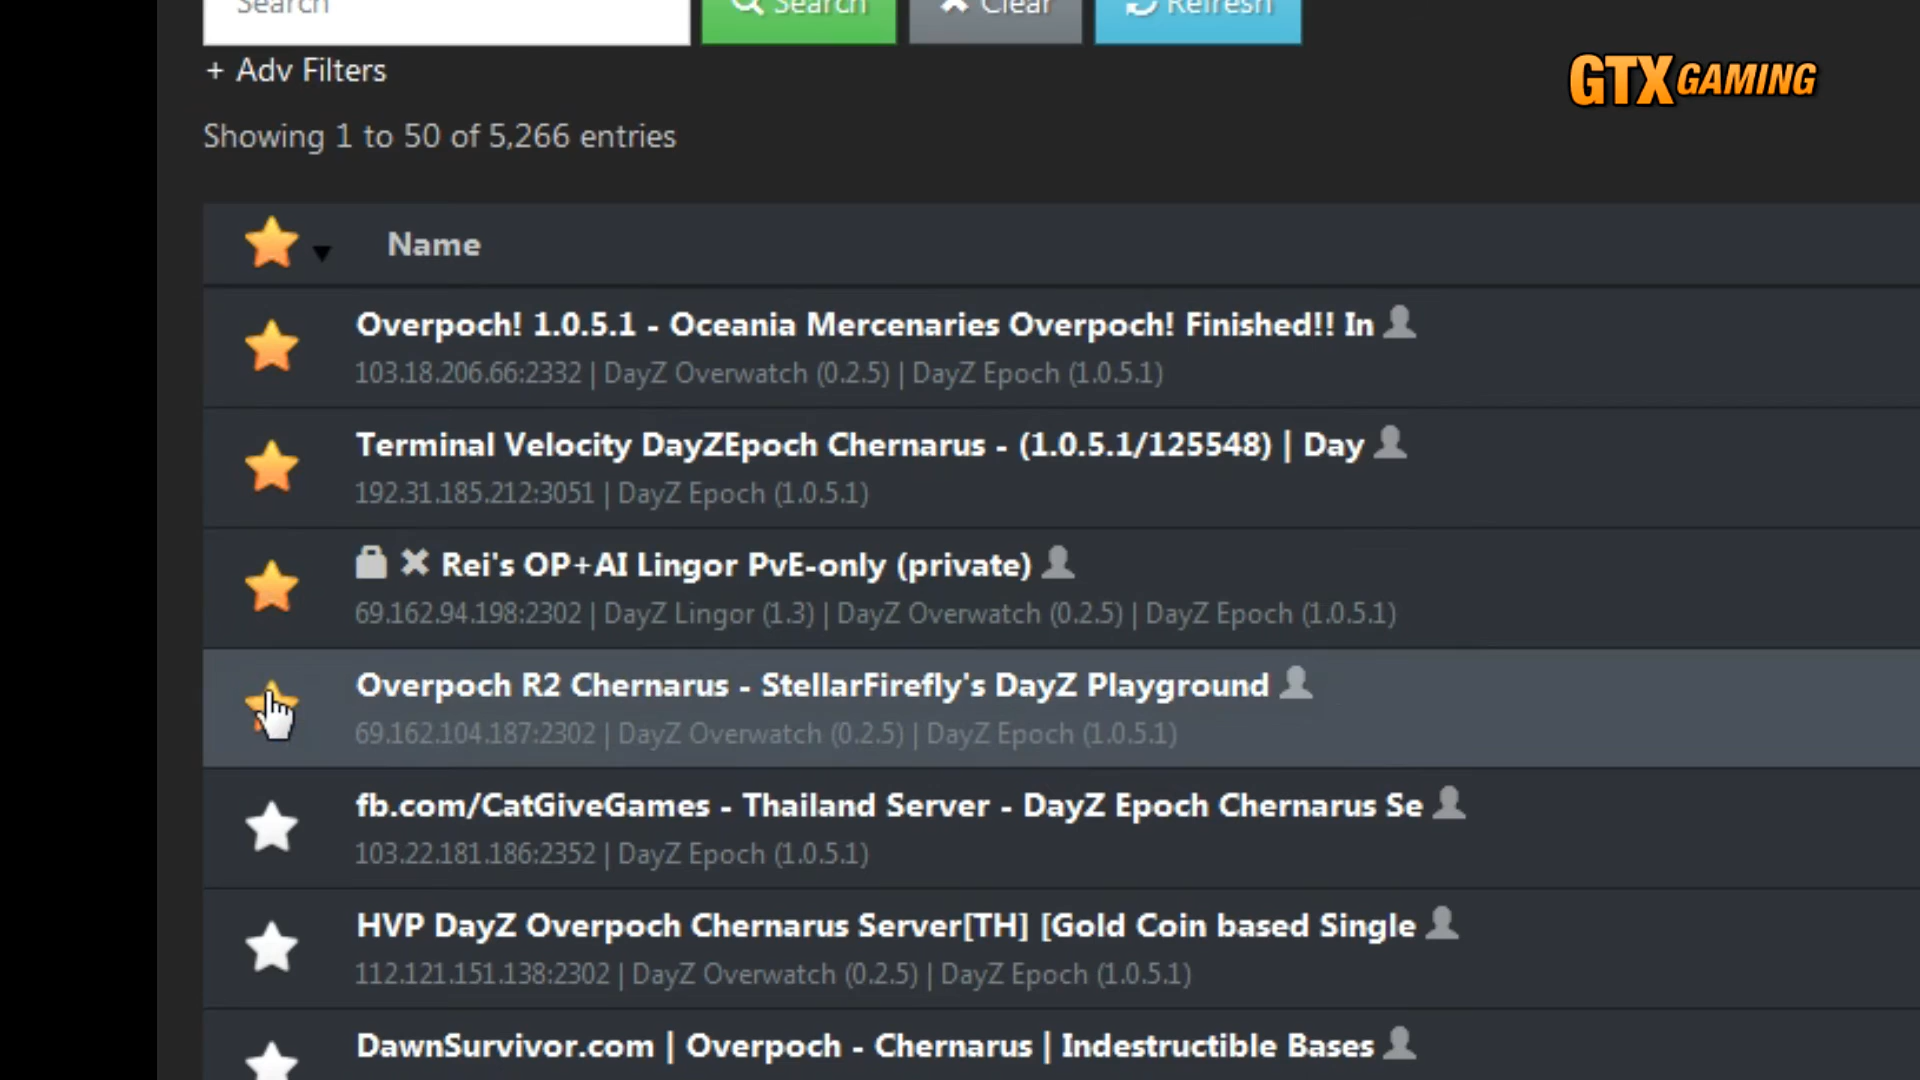 Search Search Clear Refresh
+ Adv Filters
GTX GAMING
Showing 1 to 50 of 5,266 entries
Name
Overpoch! 1.0.5.1 - Oceania Mercenaries Overpoch! Finished!! In
103.18.206.66:2332 | DayZ Overwatch (0.2.5) | DayZ Epoch (1.0.5.1)
Terminal Velocity DayZEpoch Chernarus - (1.0.5.1/125548) | Day
192.31.185.212:3051 | DayZ Epoch (1.0.5.1)
Rei's OP+AI Lingor PvE-only (private)
69.162.94.198:2302 | DayZ Lingor (1.3) | DayZ Overwatch (0.2.5) | DayZ Epoch (1.0.5.1)
Overpoch R2 Chernarus - StellarFirefly's DayZ Playground
69.162.104.187:2302 | DayZ Overwatch (0.2.5) | DayZ Epoch (1.0.5.1)
fb.com/CatGiveGames - Thailand Server - DayZ Epoch Chernarus Se
103.22.181.186:2352 | DayZ Epoch (1.0.5.1)
HVP DayZ Overpoch Chernarus Server[TH] [Gold Coin based Single
112.121.151.138:2302 | DayZ Overwatch (0.2.5) | DayZ Epoch (1.0.5.1)
DawnSurvivor.com | Overpoch - Chernarus | Indestructible Bases